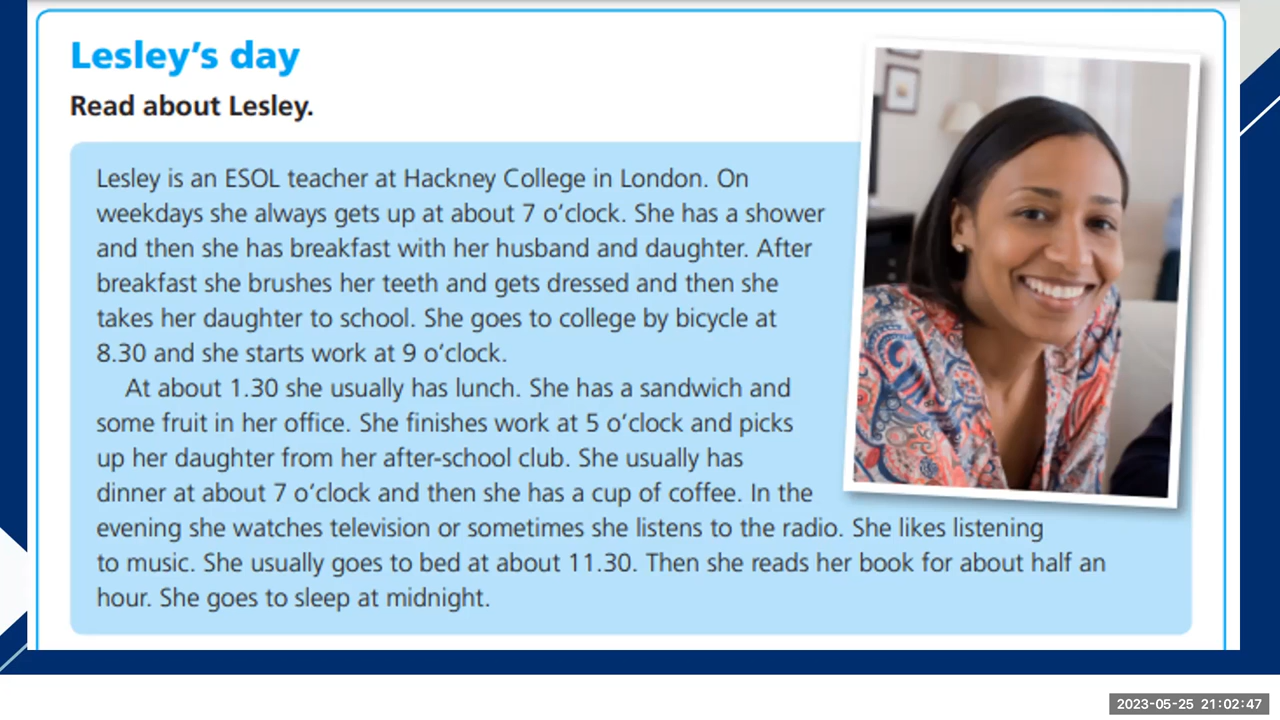 Lesley's day
Read about Lesley.
Lesley is an ESOL teacher at Hackney College in London. On
weekdays she always gets up at about 7 o'clock. She has a shower
and then she has breakfast with her husband and daughter. After
breakfast she brushes her teeth and gets dressed and then she
takes her daughter to school. She goes to college by bicycle at
8.30 and she starts work at 9 o'clock.
At about 1.30 she usually has lunch. She has a sandwich and
some fruit in her office. She finishes work at 5 o'clock and picks
up her daughter from her after-school club. She usually has
dinner at about 7 o'clock and then she has a cup of coffee. In the
evening she watches television or sometimes she listens to the radio. She likes listening
to music. She usually goes to bed at about 11.30. Then she reads her book for about half an
hour. She goes to sleep at midnight.
2023-05-25 21:02:47